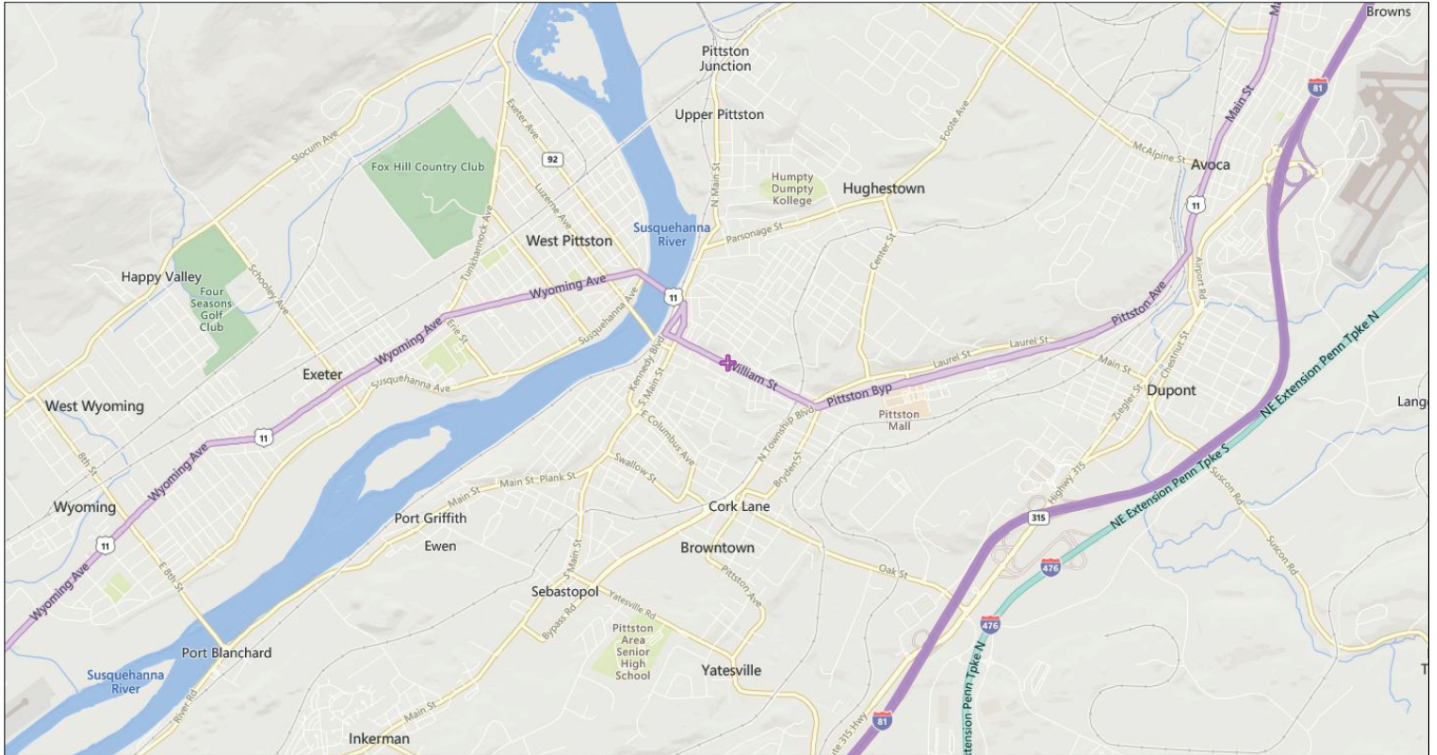 Browns
Main St
81
Pittston
Junction
Upper Pittston
Exeter Ave
Slocum Ave
92
Fox Hill Country Club
Foote Ave
McAlpine St
Avoca
N Main St
Humpty
Dumpty
Kollege
Hughestown
Luzerne Ave
11
Tunkhannock Ave
West Pittston
Susquehanna
River
Parsonage St
Center St
Happy Valley
Schooley Ave
Four
Seasons
Golf
Club
Wyoming Ave
11
Airport Rd
Pittston Ave
NE Extension Penn Tpke N
Wyoming Ave
Erie St
Susquehanna Ave
Kennedy Blvd
S Main St
William St
Laurel St
Laurel St
Main St
Chestnut St
Exeter
Susquehanna Ave
Pittston Byp
Dupont
Ziegler St
Pittston
Mall
West Wyoming
11
E Columbus Ave
N Township Blvd
8th St
Wyoming Ave
Swallow St
Bryden St
NE Extension Penn Tpke S
Suscon Rd
Main St
Plank St
Highway 315
Wyoming
Port Griffith
Cork Lane
315
11
Ewen
Browntown
Suscon Rd
Wyoming Ave
E 8th St
S Main St
Pittston Ave
Oak St
476
Sebastopol
Yatesville Rd
Bypass Rd
476
Pittston
Area
Senior
High
School
Port Blanchard
Yatesville
Susquehanna
River
River Rd
Main St
81
315 Hwy
Extension Penn Tpke N
Inkerman